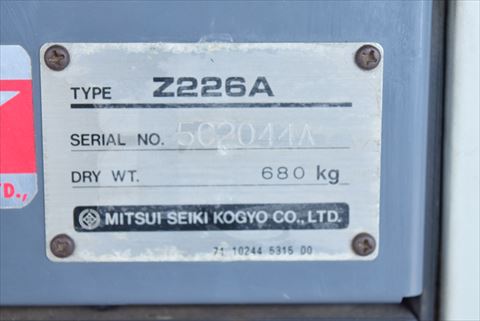 TYPE Z226A
SERIAL NO. 5C2044A
DRY WT. 680 kg
MITSUI SEIKI KOGYO CO., LTD.
71 10244 5315 00
D.,